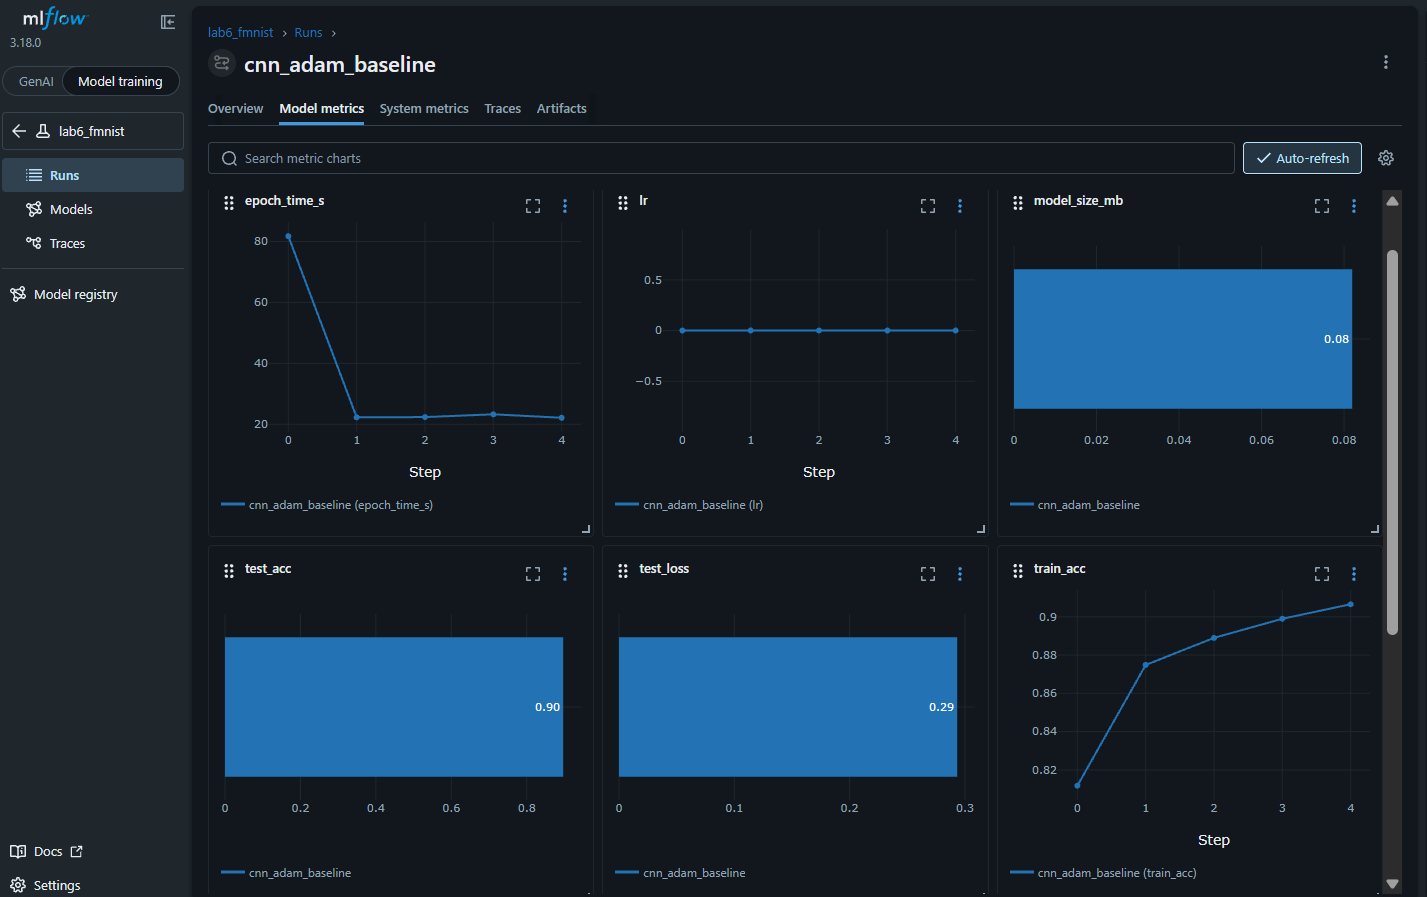 mlflow
3.18.0
GenAI
Model training
lab6_fmnist
Runs
Models
Traces
Model registry
Docs
Settings
lab6_fmnist › Runs ›
cnn_adam_baseline
Overview Model metrics System metrics Traces Artifacts
Search metric charts
Auto-refresh
epoch_time_s
80
60
40
20
0 1 2 3 4
Step
cnn_adam_baseline (epoch_time_s)
lr
0.5
0
−0.5
0 1 2 3 4
Step
cnn_adam_baseline (lr)
model_size_mb
0.08
0 0.02 0.04 0.06 0.08
cnn_adam_baseline
test_acc
0.90
0 0.2 0.4 0.6 0.8
cnn_adam_baseline
test_loss
0.29
0 0.1 0.2 0.3
cnn_adam_baseline
train_acc
0.9
0.88
0.86
0.84
0.82
0 1 2 3 4
Step
cnn_adam_baseline (train_acc)